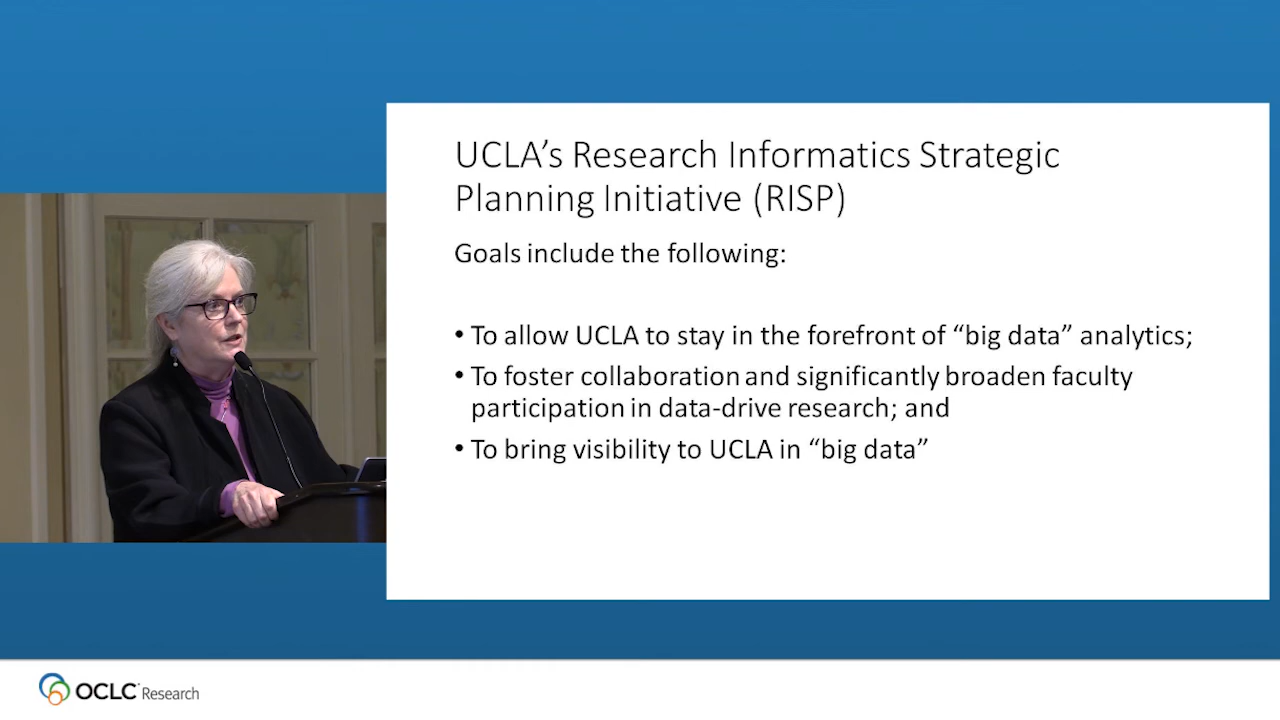 UCLA’s Research Informatics Strategic
Planning Initiative (RISP)
Goals include the following:
• To allow UCLA to stay in the forefront of “big data” analytics;
• To foster collaboration and significantly broaden faculty
participation in data-drive research; and
• To bring visibility to UCLA in “big data”
OCLC Research